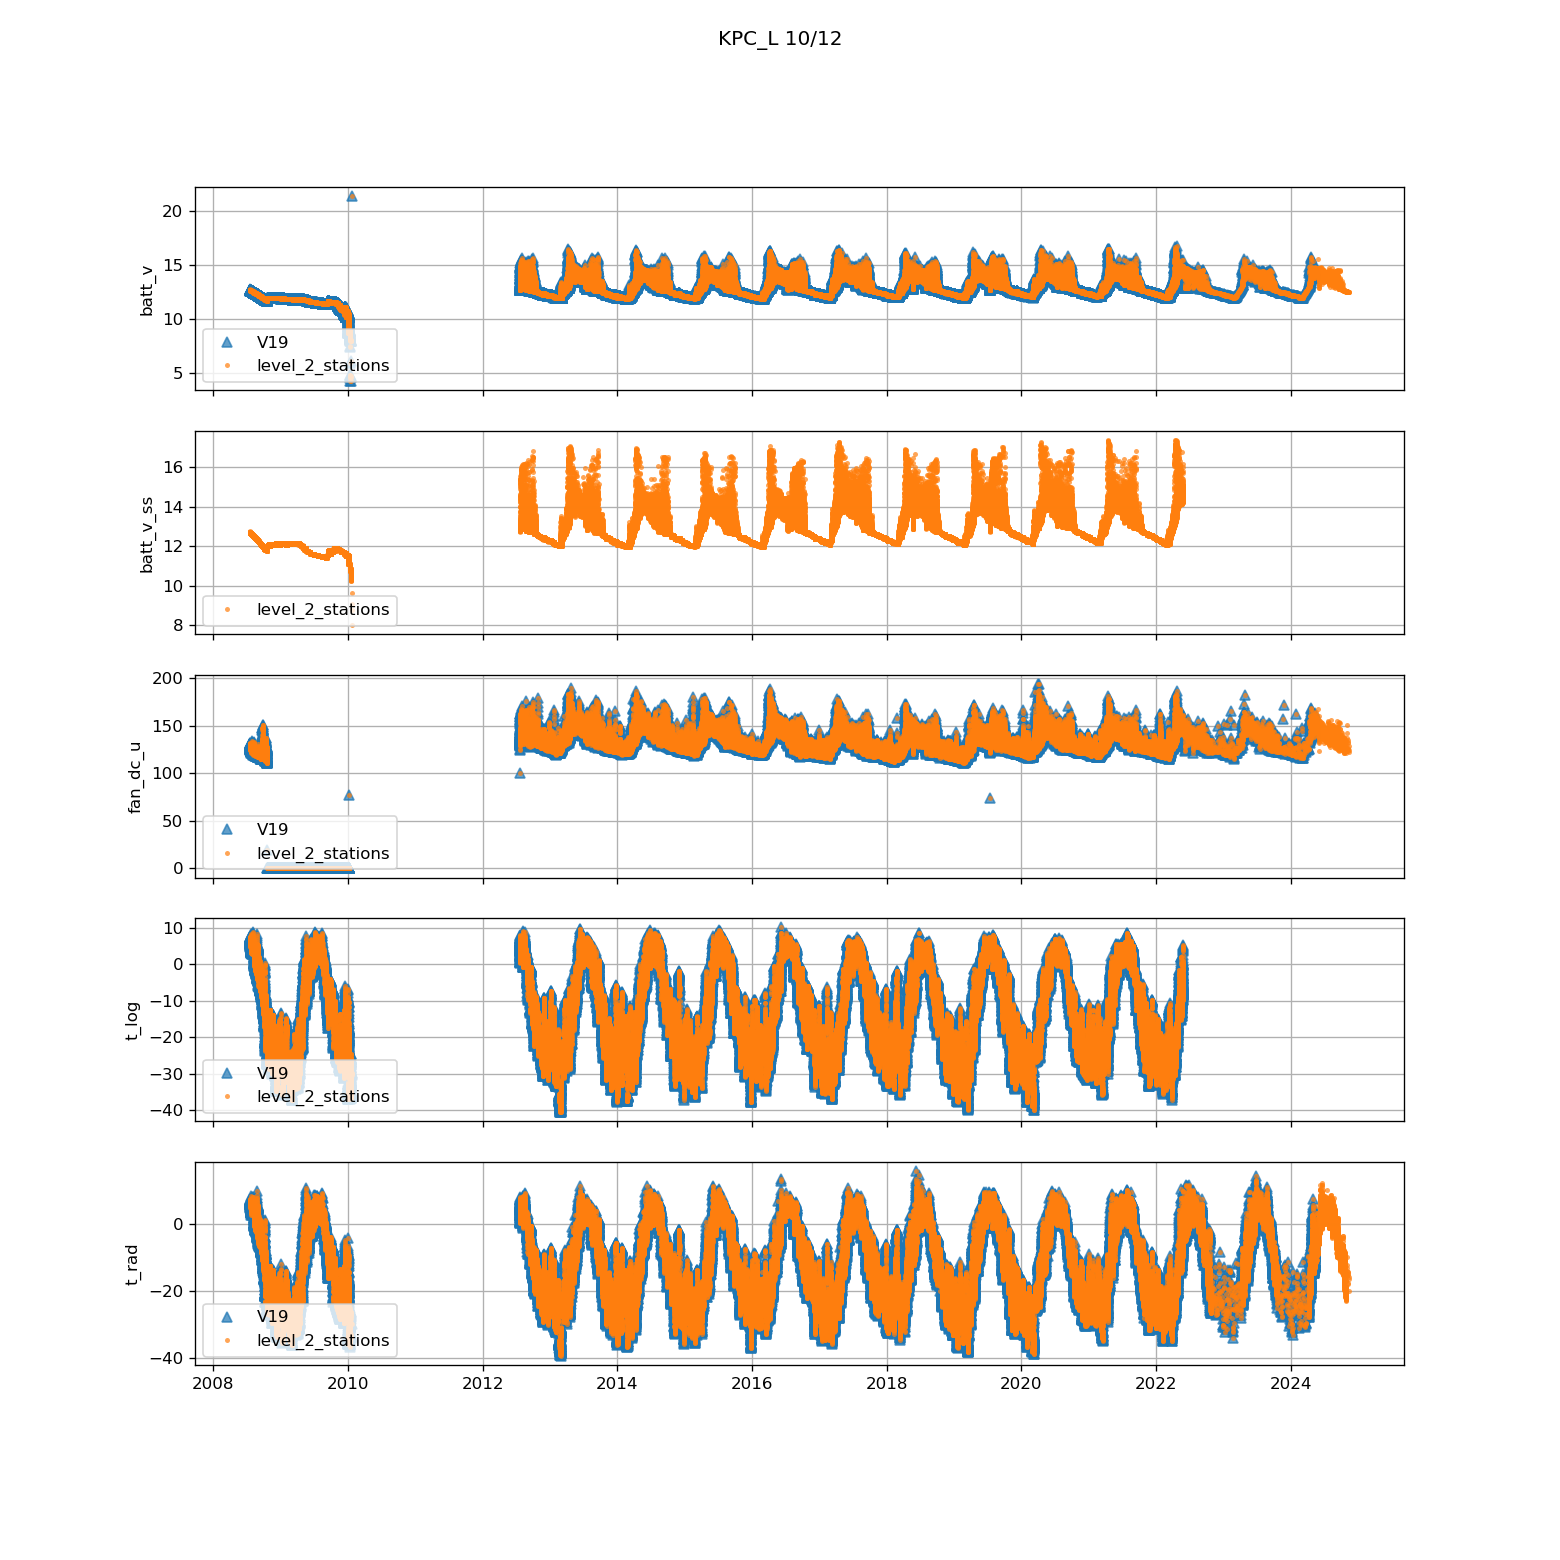 KPC_L 10/12
20
15
10
5
batt_v
V19
level_2_stations
16
14
12
10
8
batt_v_ss
level_2_stations
200
150
100
50
0
fan_dc_u
V19
level_2_stations
10
0
−10
−20
−30
−40
t_log
V19
level_2_stations
0
−20
−40
t_rad
V19
level_2_stations
2008 2010 2012 2014 2016 2018 2020 2022 2024